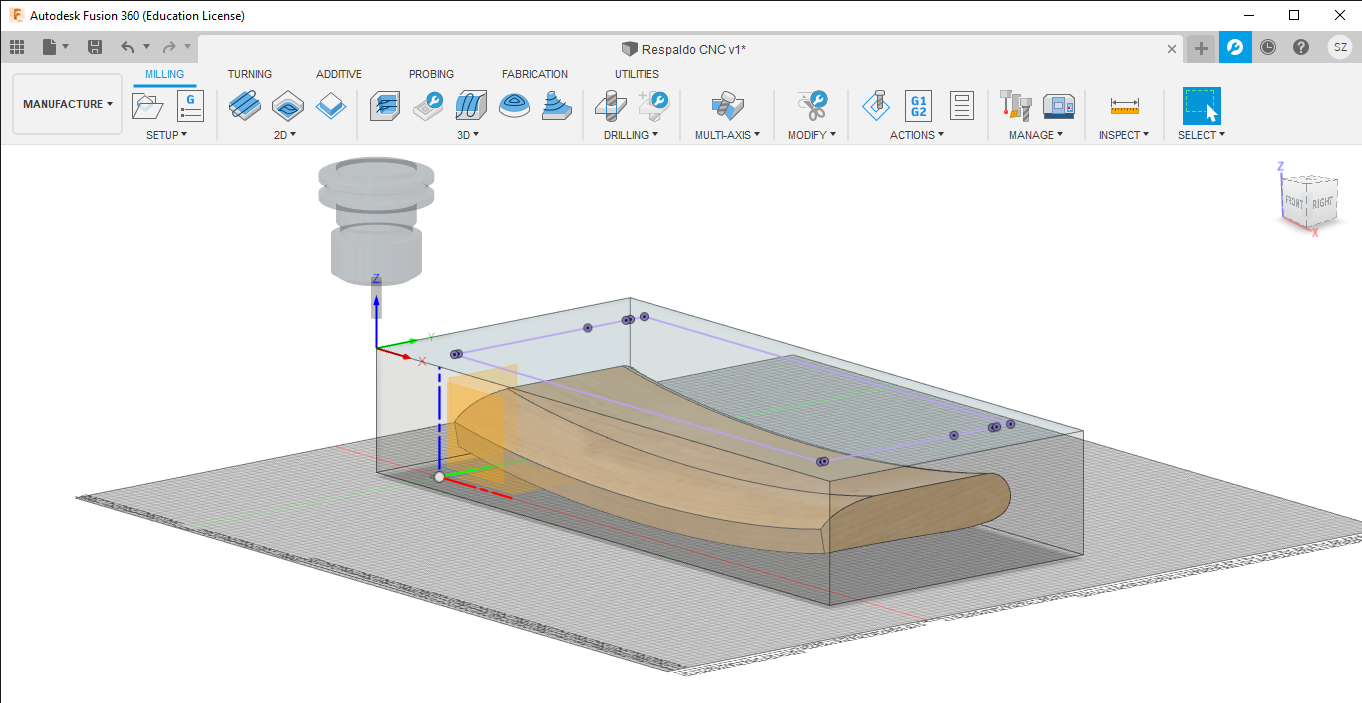 Autodesk Fusion 360 (Education License)
Respaldo CNC v1*
SZ
MILLING TURNING ADDITIVE PROBING FABRICATION UTILITIES
MANUFACTURE
G
G1
G2
SETUP 2D 3D DRILLING MULTI-AXIS MODIFY ACTIONS MANAGE INSPECT SELECT
Z
FRONT RIGHT
X
Z
Y
X